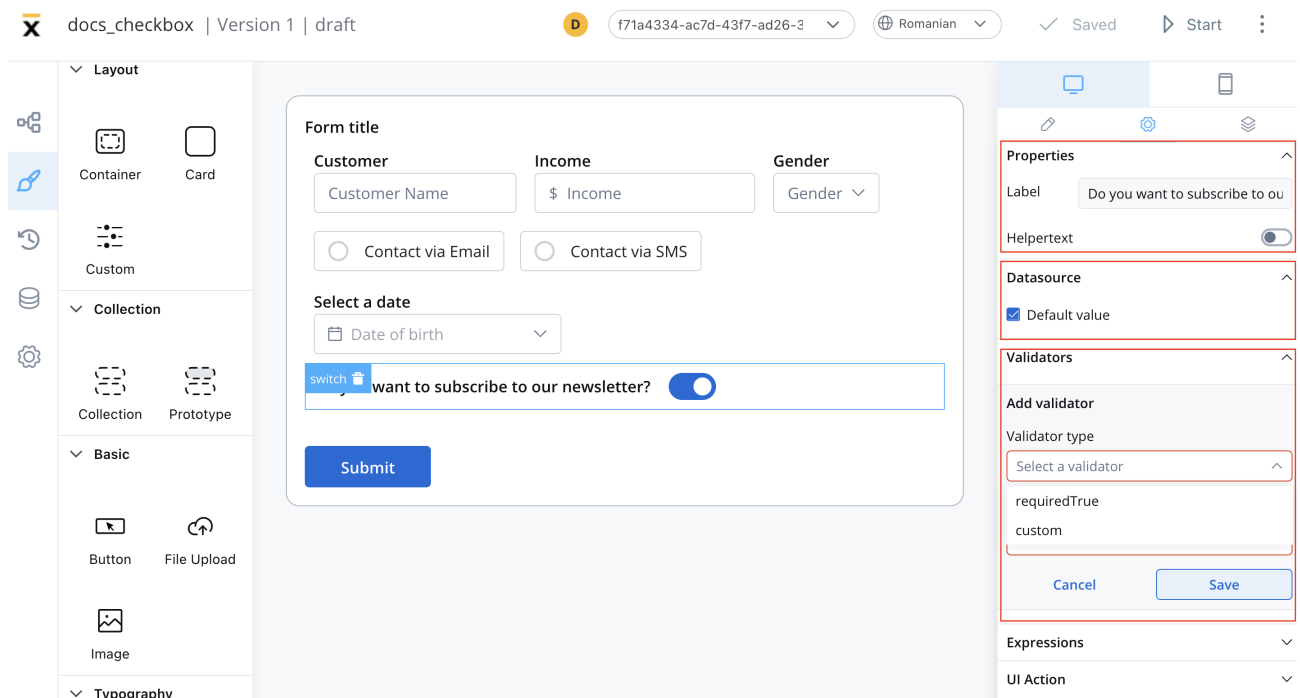 docs_checkbox | Version 1 | draft
D
f71a4334-ac7d-43f7-ad26-3
Romanian
Saved
Start
Layout
Container
Card
Custom
Collection
Collection
Prototype
Basic
Button
File Upload
Image
Typography
Form title
Customer
Income
Gender
Customer Name
$ Income
Gender
Contact via Email
Contact via SMS
Select a date
Date of birth
switch
want to subscribe to our newsletter?
Submit
Properties
Label
Do you want to subscribe to ou
Helpertext
Datasource
Default value
Validators
Add validator
Validator type
Select a validator
requiredTrue
custom
Cancel
Save
Expressions
UI Action